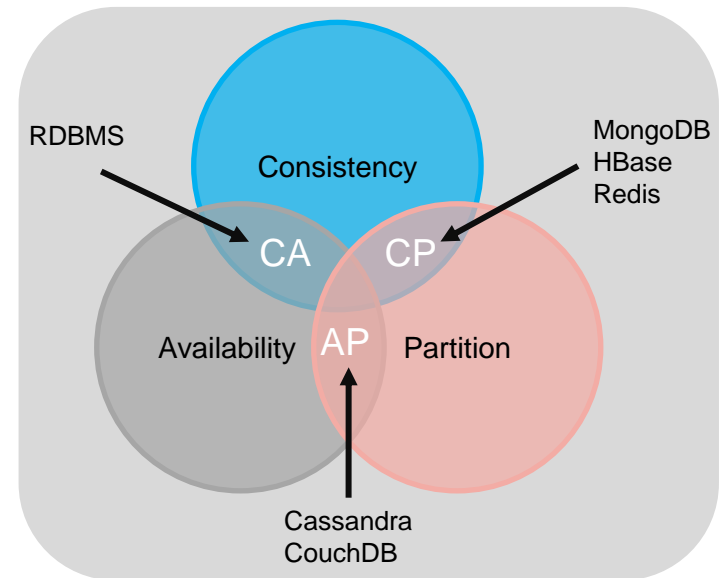 RDBMS
MongoDB
HBase
Redis
Consistency
CA
CP
Availability
AP
Partition
Cassandra
CouchDB